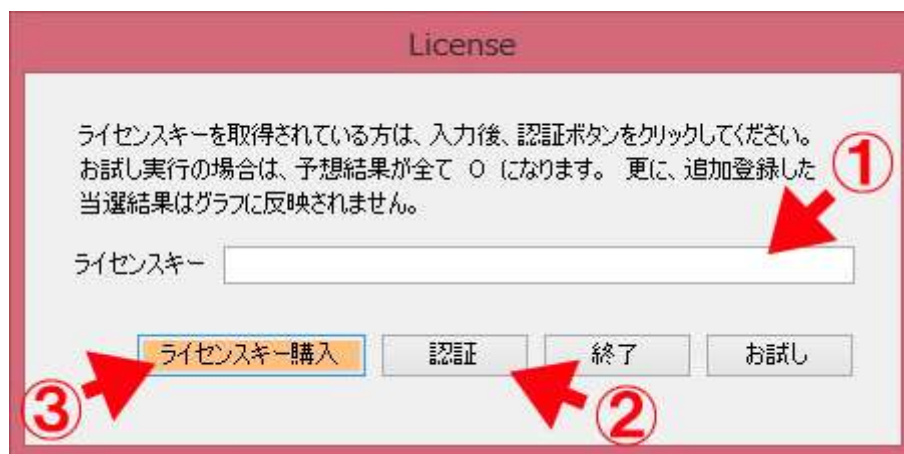 License
ライセンスキーを取得されている方は、入力後、認証ボタンをクリックしてください。
お試し実行の場合は、予想結果が全て 0 になります。 更に、追加登録した
当選結果はグラフに反映されません。
①
ライセンスキー
ライセンスキー購入 認証 終了 お試し
③ ②